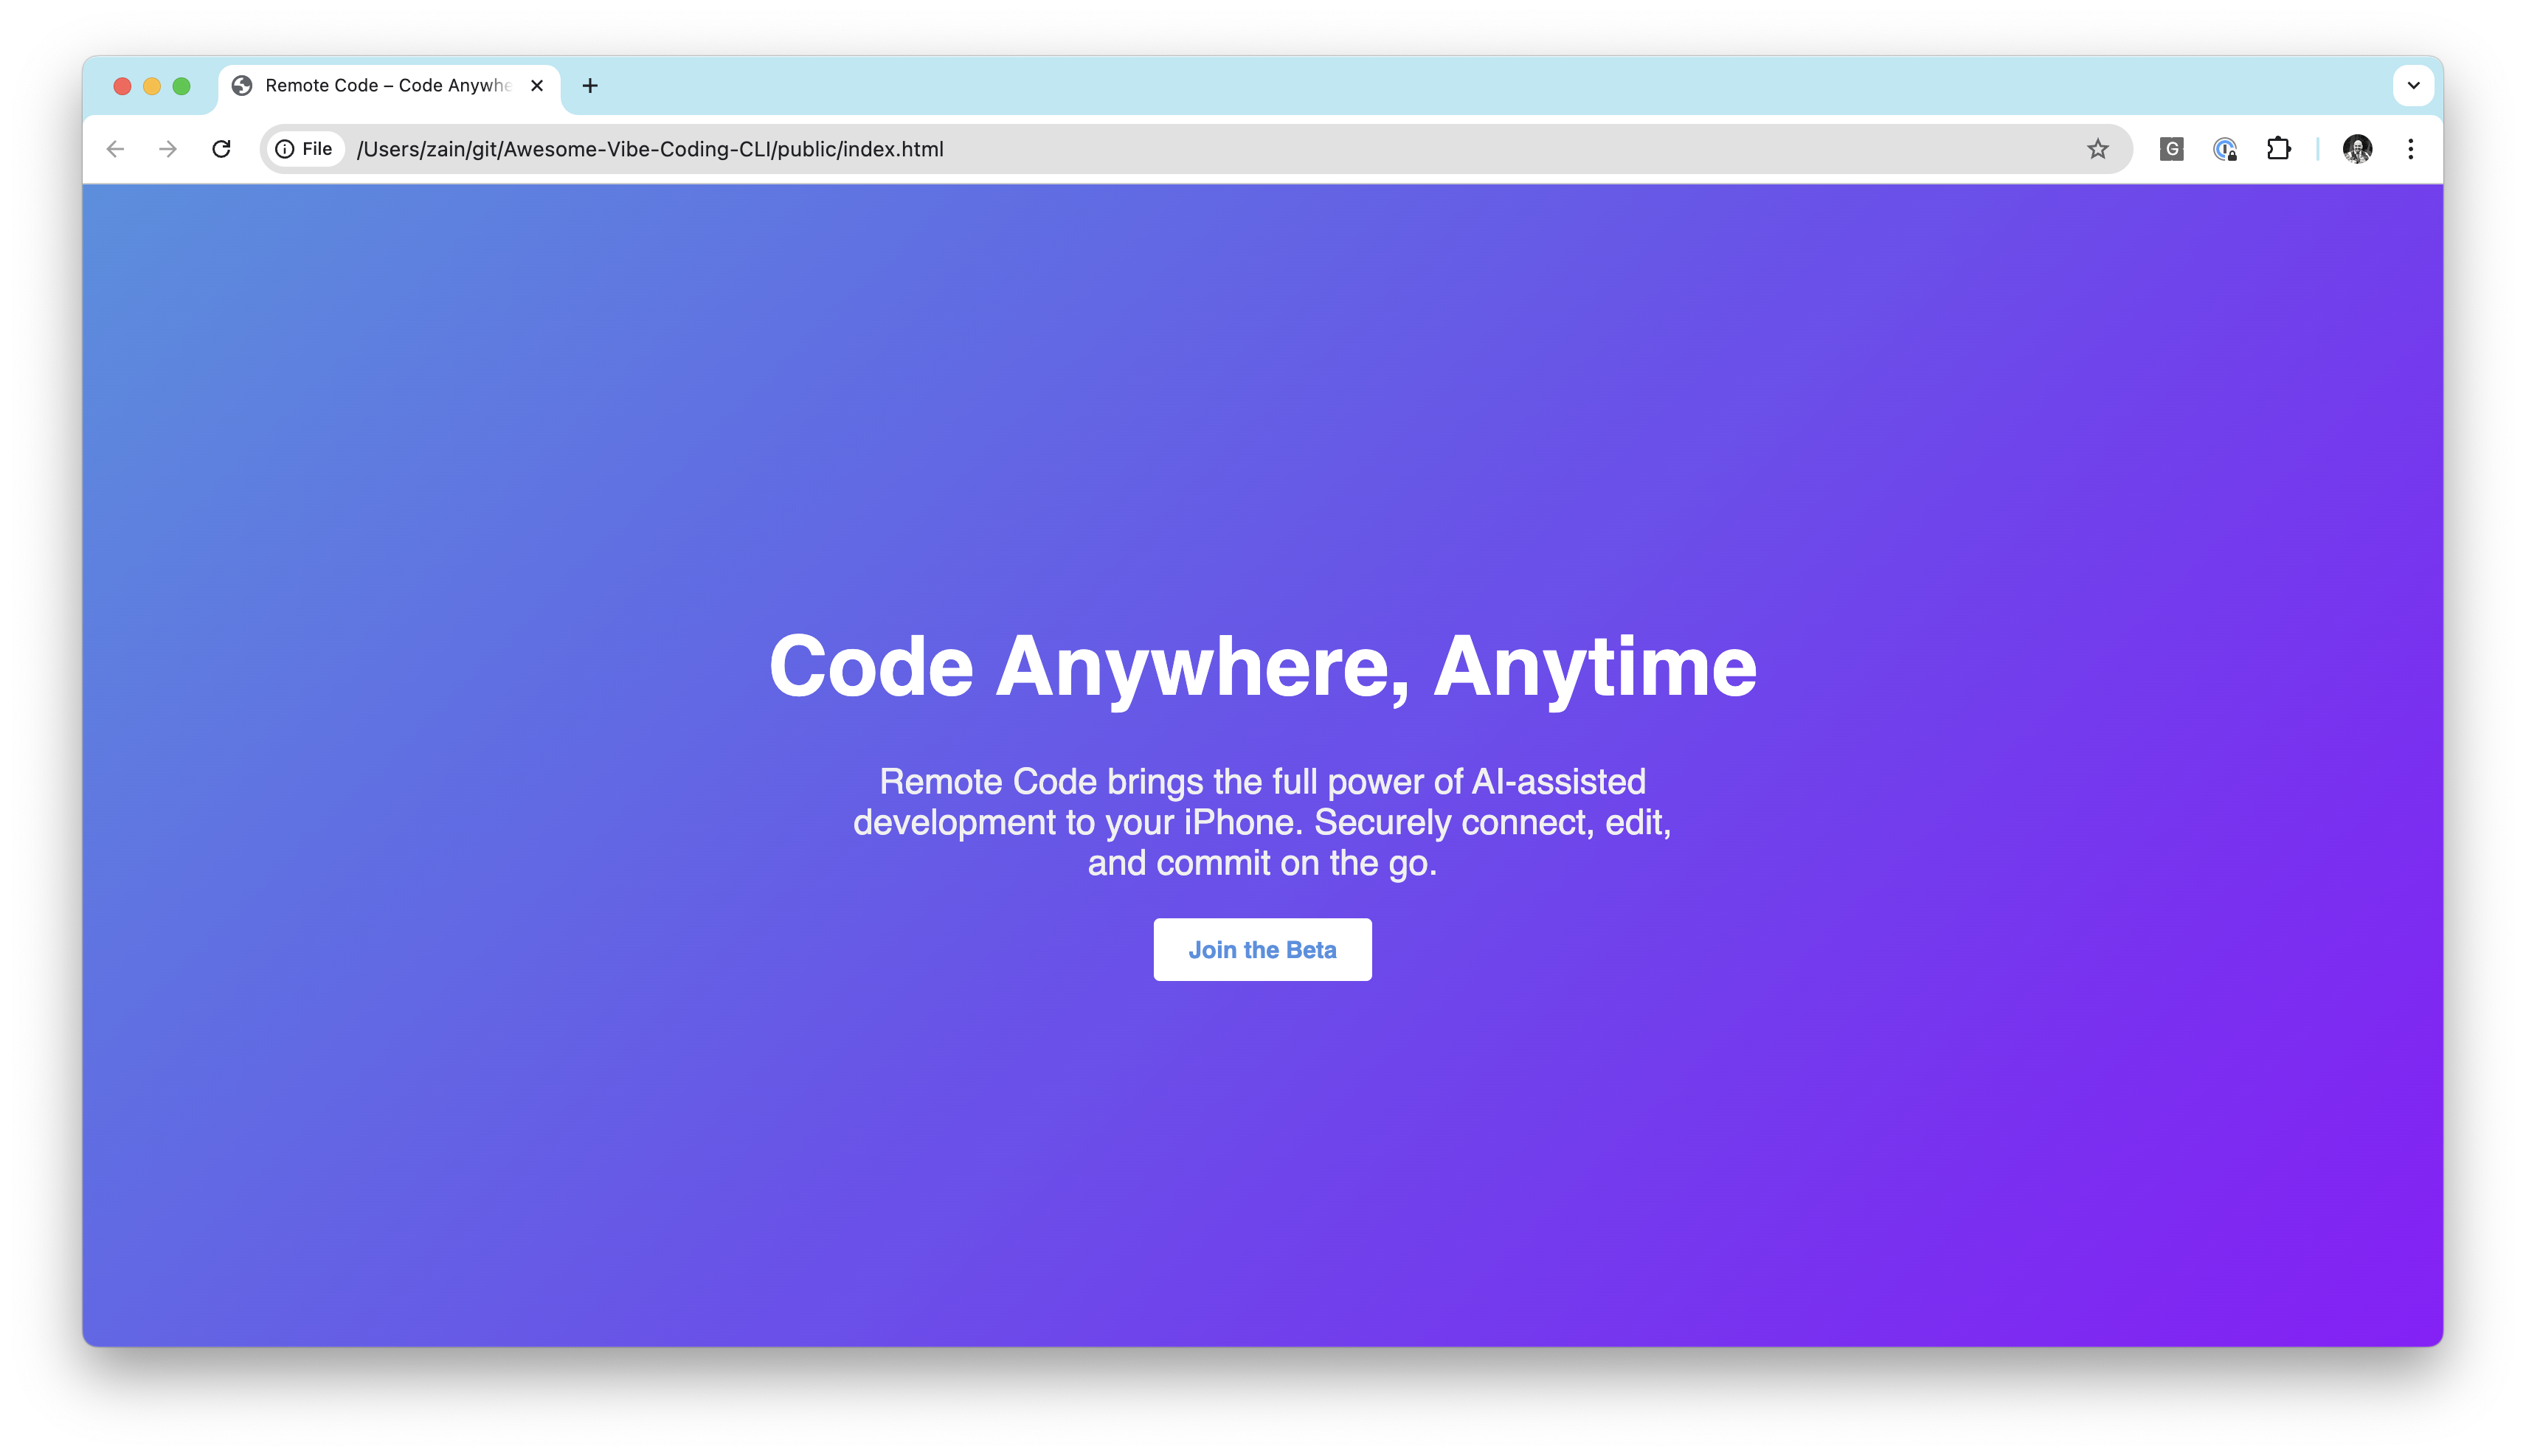 Remote Code – Code Anywhe
File /Users/zain/git/Awesome-Vibe-Coding-CLI/public/index.html
G
Code Anywhere, Anytime
Remote Code brings the full power of AI-assisted
development to your iPhone. Securely connect, edit,
and commit on the go.
Join the Beta